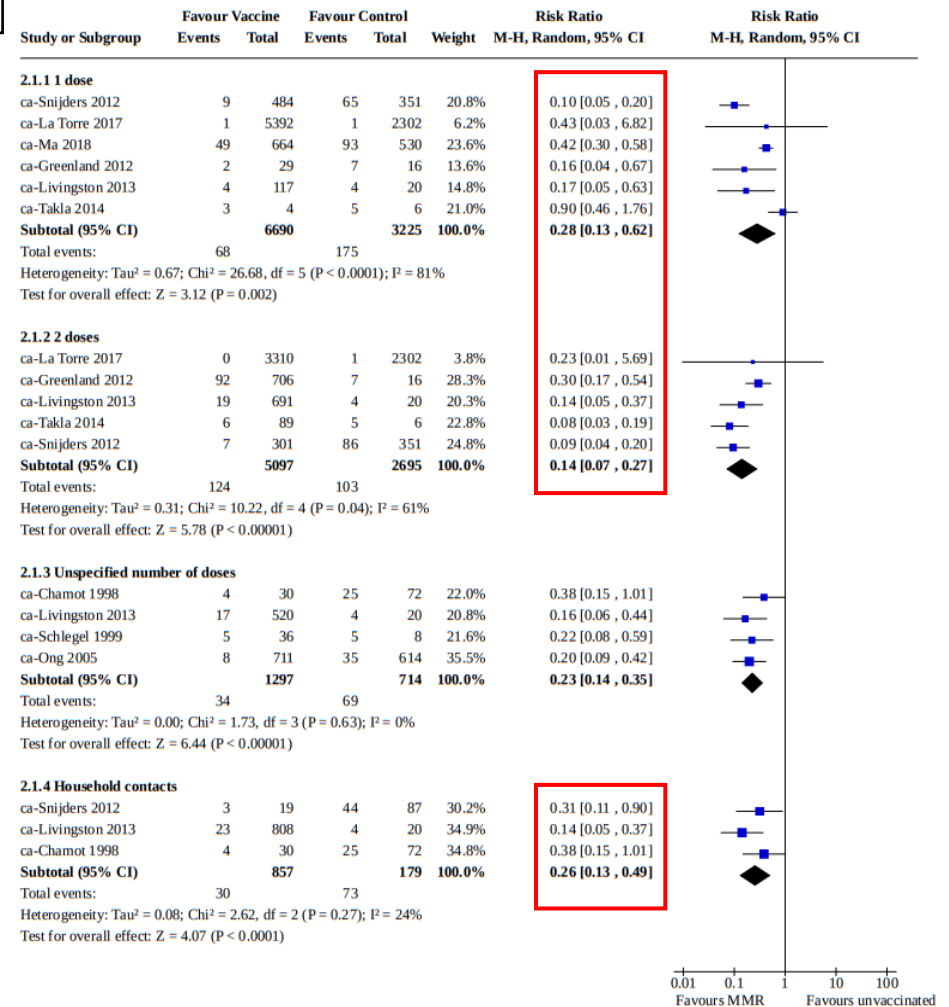 Favour Vaccine Favour Control Risk Ratio Risk Ratio
Study or Subgroup Events Total Events Total Weight M-H, Random, 95% CI M-H, Random, 95% CI
2.1.1 1 dose
ca-Snijders 2012 9 484 65 351 20.8% 0.10 [0.05 , 0.20]
ca-La Torre 2017 1 5392 1 2302 6.2% 0.43 [0.03 , 6.82]
ca-Ma 2018 49 664 93 530 23.6% 0.42 [0.30 , 0.58]
ca-Greenland 2012 2 29 7 16 13.6% 0.16 [0.04 , 0.67]
ca-Livingston 2013 4 117 4 20 14.8% 0.17 [0.05 , 0.63]
ca-Takla 2014 3 4 5 6 21.0% 0.90 [0.46 , 1.76]
Subtotal (95% CI) 6690 3225 100.0% 0.28 [0.13 , 0.62]
Total events: 68 175
Heterogeneity: Tau² = 0.67; Chi² = 26.68, df = 5 (P < 0.0001); I² = 81%
Test for overall effect: Z = 3.12 (P = 0.002)
2.1.2 2 doses
ca-La Torre 2017 0 3310 1 2302 3.8% 0.23 [0.01 , 5.69]
ca-Greenland 2012 92 706 7 16 28.3% 0.30 [0.17 , 0.54]
ca-Livingston 2013 19 691 4 20 20.3% 0.14 [0.05 , 0.37]
ca-Takla 2014 6 89 5 6 22.8% 0.08 [0.03 , 0.19]
ca-Snijders 2012 7 301 86 351 24.8% 0.09 [0.04 , 0.20]
Subtotal (95% CI) 5097 2695 100.0% 0.14 [0.07 , 0.27]
Total events: 124 103
Heterogeneity: Tau² = 0.31; Chi² = 10.22, df = 4 (P = 0.04); I² = 61%
Test for overall effect: Z = 5.78 (P < 0.00001)
2.1.3 Unspecified number of doses
ca-Chamot 1998 4 30 25 72 22.0% 0.38 [0.15 , 1.01]
ca-Livingston 2013 17 520 4 20 20.8% 0.16 [0.06 , 0.44]
ca-Schlegel 1999 5 36 5 8 21.6% 0.22 [0.08 , 0.59]
ca-Ong 2005 8 711 35 614 35.5% 0.20 [0.09 , 0.42]
Subtotal (95% CI) 1297 714 100.0% 0.23 [0.14 , 0.35]
Total events: 34 69
Heterogeneity: Tau² = 0.00; Chi² = 1.73, df = 3 (P = 0.63); I² = 0%
Test for overall effect: Z = 6.44 (P < 0.00001)
2.1.4 Household contacts
ca-Snijders 2012 3 19 44 87 30.2% 0.31 [0.11 , 0.90]
ca-Livingston 2013 23 808 4 20 34.9% 0.14 [0.05 , 0.37]
ca-Chamot 1998 4 30 25 72 34.8% 0.38 [0.15 , 1.01]
Subtotal (95% CI) 857 179 100.0% 0.26 [0.13 , 0.49]
Total events: 30 73
Heterogeneity: Tau² = 0.08; Chi² = 2.62, df = 2 (P = 0.27); I² = 24%
Test for overall effect: Z = 4.07 (P < 0.0001)
0.01 0.1 1 10 100
Favours MMR Favours unvaccinated